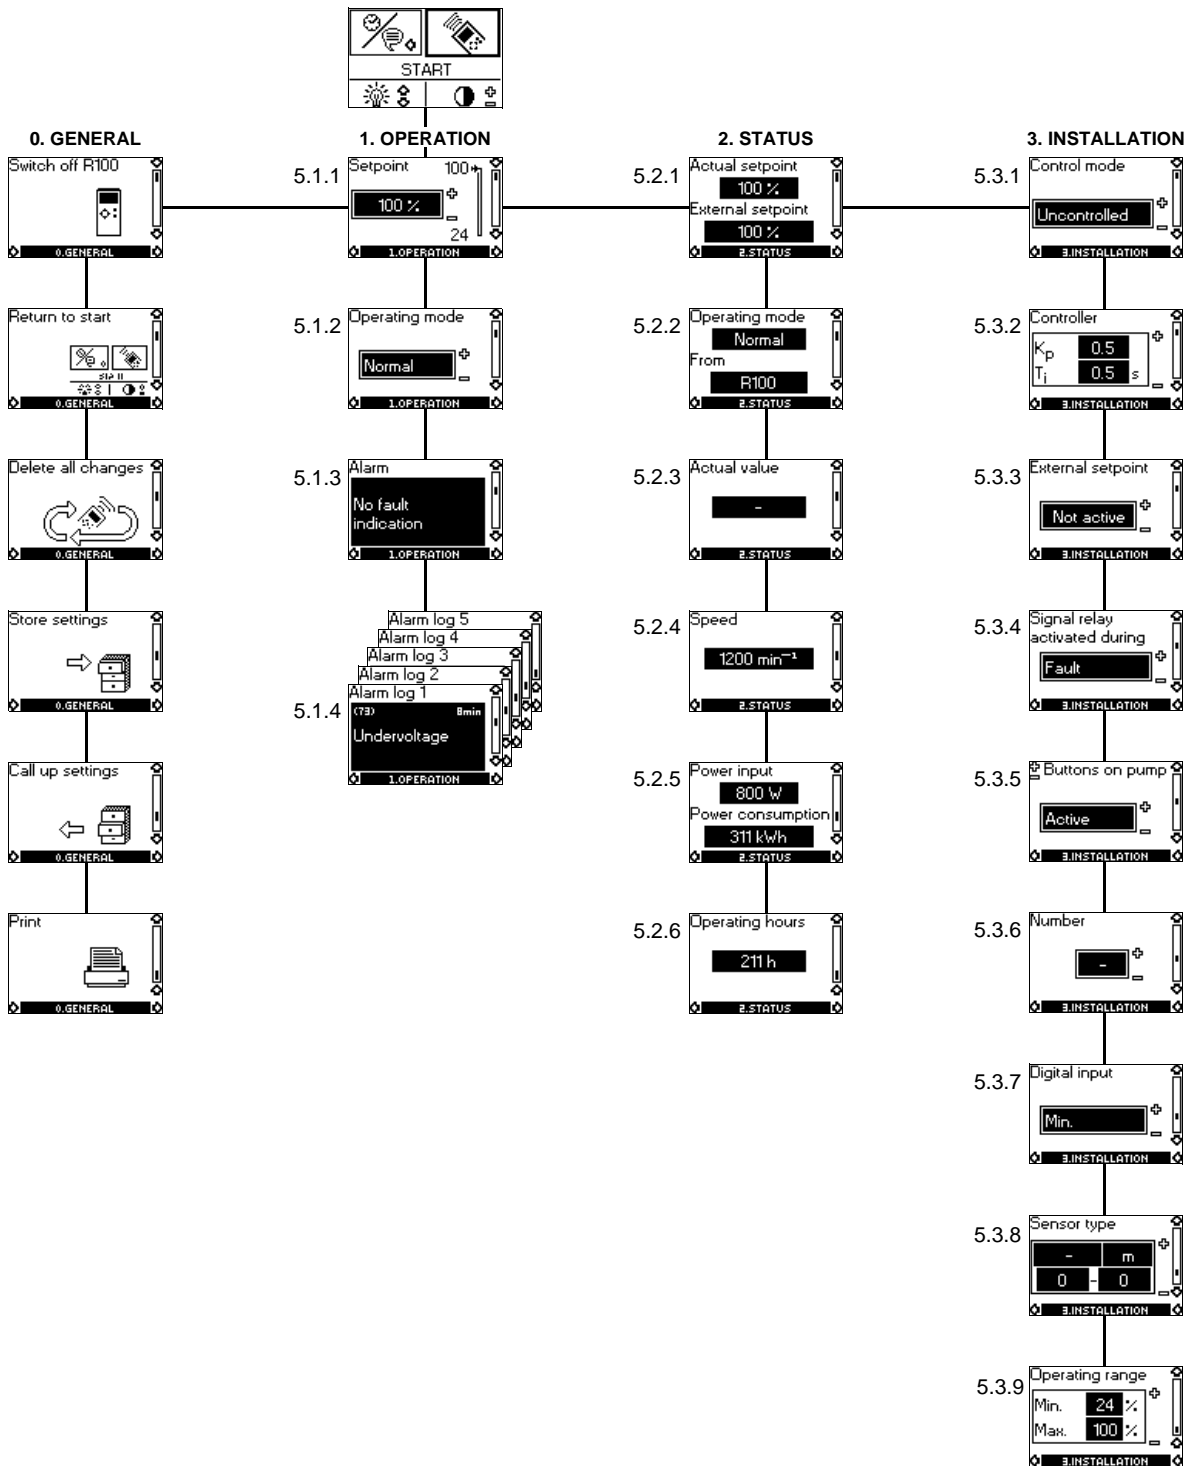 START
0. GENERAL
Switch off R100
0.GENERAL
Return to start
START
0.GENERAL
Delete all changes
0.GENERAL
Store settings
0.GENERAL
Call up settings
0.GENERAL
Print
0.GENERAL
1. OPERATION
5.1.1
Setpoint
100
100 %
24
1.OPERATION
5.1.2
Operating mode
Normal
1.OPERATION
5.1.3
Alarm
No fault
indication
1.OPERATION
Alarm log 5
Alarm log 4
Alarm log 3
Alarm log 2
Alarm log 1
5.1.4
(73) 8min
Undervoltage
1.OPERATION
2. STATUS
5.2.1
Actual setpoint
100 %
External setpoint
100 %
2.STATUS
5.2.2
Operating mode
Normal
From
R100
2.STATUS
5.2.3
Actual value
-
2.STATUS
5.2.4
Speed
1200 min⁻¹
2.STATUS
5.2.5
Power input
800 W
Power consumption
311 kWh
2.STATUS
5.2.6
Operating hours
211 h
2.STATUS
3. INSTALLATION
5.3.1
Control mode
Uncontrolled
3.INSTALLATION
5.3.2
Controller
Kp 0.5
Ti 0.5 s
3.INSTALLATION
5.3.3
External setpoint
Not active
3.INSTALLATION
5.3.4
Signal relay
activated during
Fault
3.INSTALLATION
5.3.5
Buttons on pump
Active
3.INSTALLATION
5.3.6
Number
-
3.INSTALLATION
5.3.7
Digital input
Min.
3.INSTALLATION
5.3.8
Sensor type
- m
0 - 0
3.INSTALLATION
5.3.9
Operating range
Min. 24 %
Max. 100 %
3.INSTALLATION